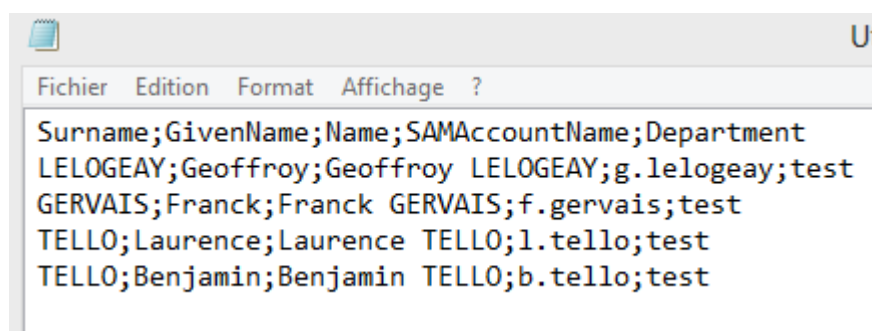 U
Fichier Edition Format Affichage ?
Surname;GivenName;Name;SAMAccountName;Department
LELOGEAY;Geoffroy;Geoffroy LELOGEAY;g.lelogeay;test
GERVAIS;Franck;Franck GERVAIS;f.gervais;test
TELLO;Laurence;Laurence TELLO;l.tello;test
TELLO;Benjamin;Benjamin TELLO;b.tello;test